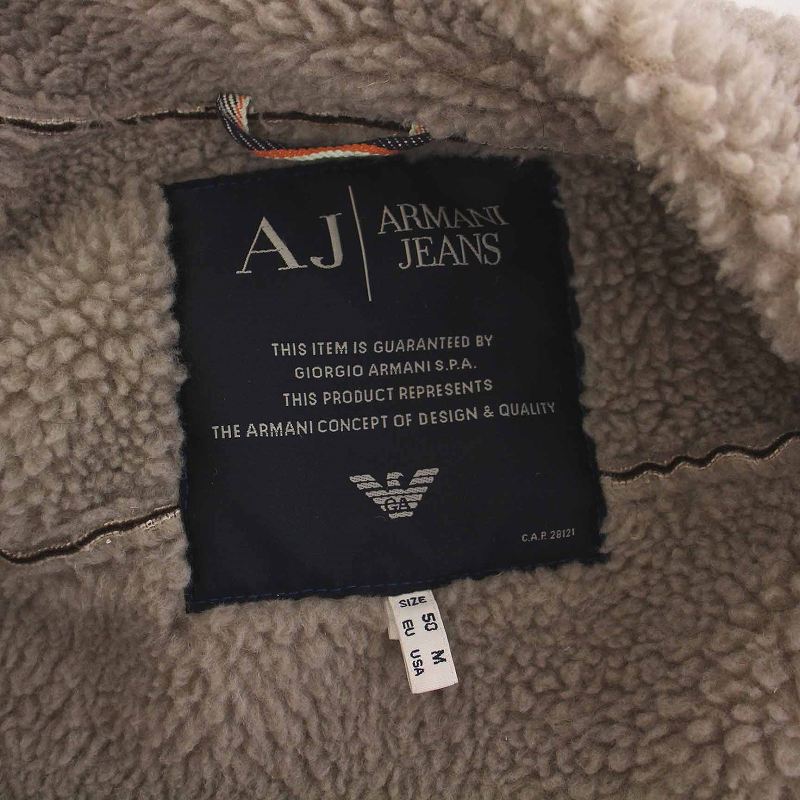 AJ
ARMANI
JEANS
THIS ITEM IS GUARANTEED BY
GIORGIO ARMANI S.P.A.
THIS PRODUCT REPRESENTS
THE ARMANI CONCEPT OF DESIGN & QUALITY
GA
C.A.P. 28121
SIZE
50 M
EU USA